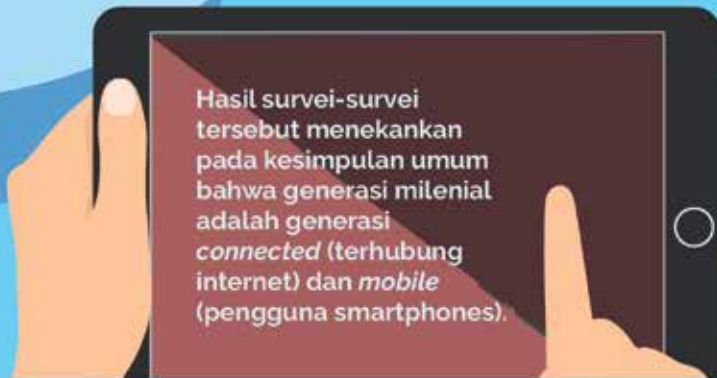 Hasil survei-survei
tersebut menekankan
pada kesimpulan umum
bahwa generasi milenial
adalah generasi
connected (terhubung
internet) dan mobile
(pengguna smartphones).